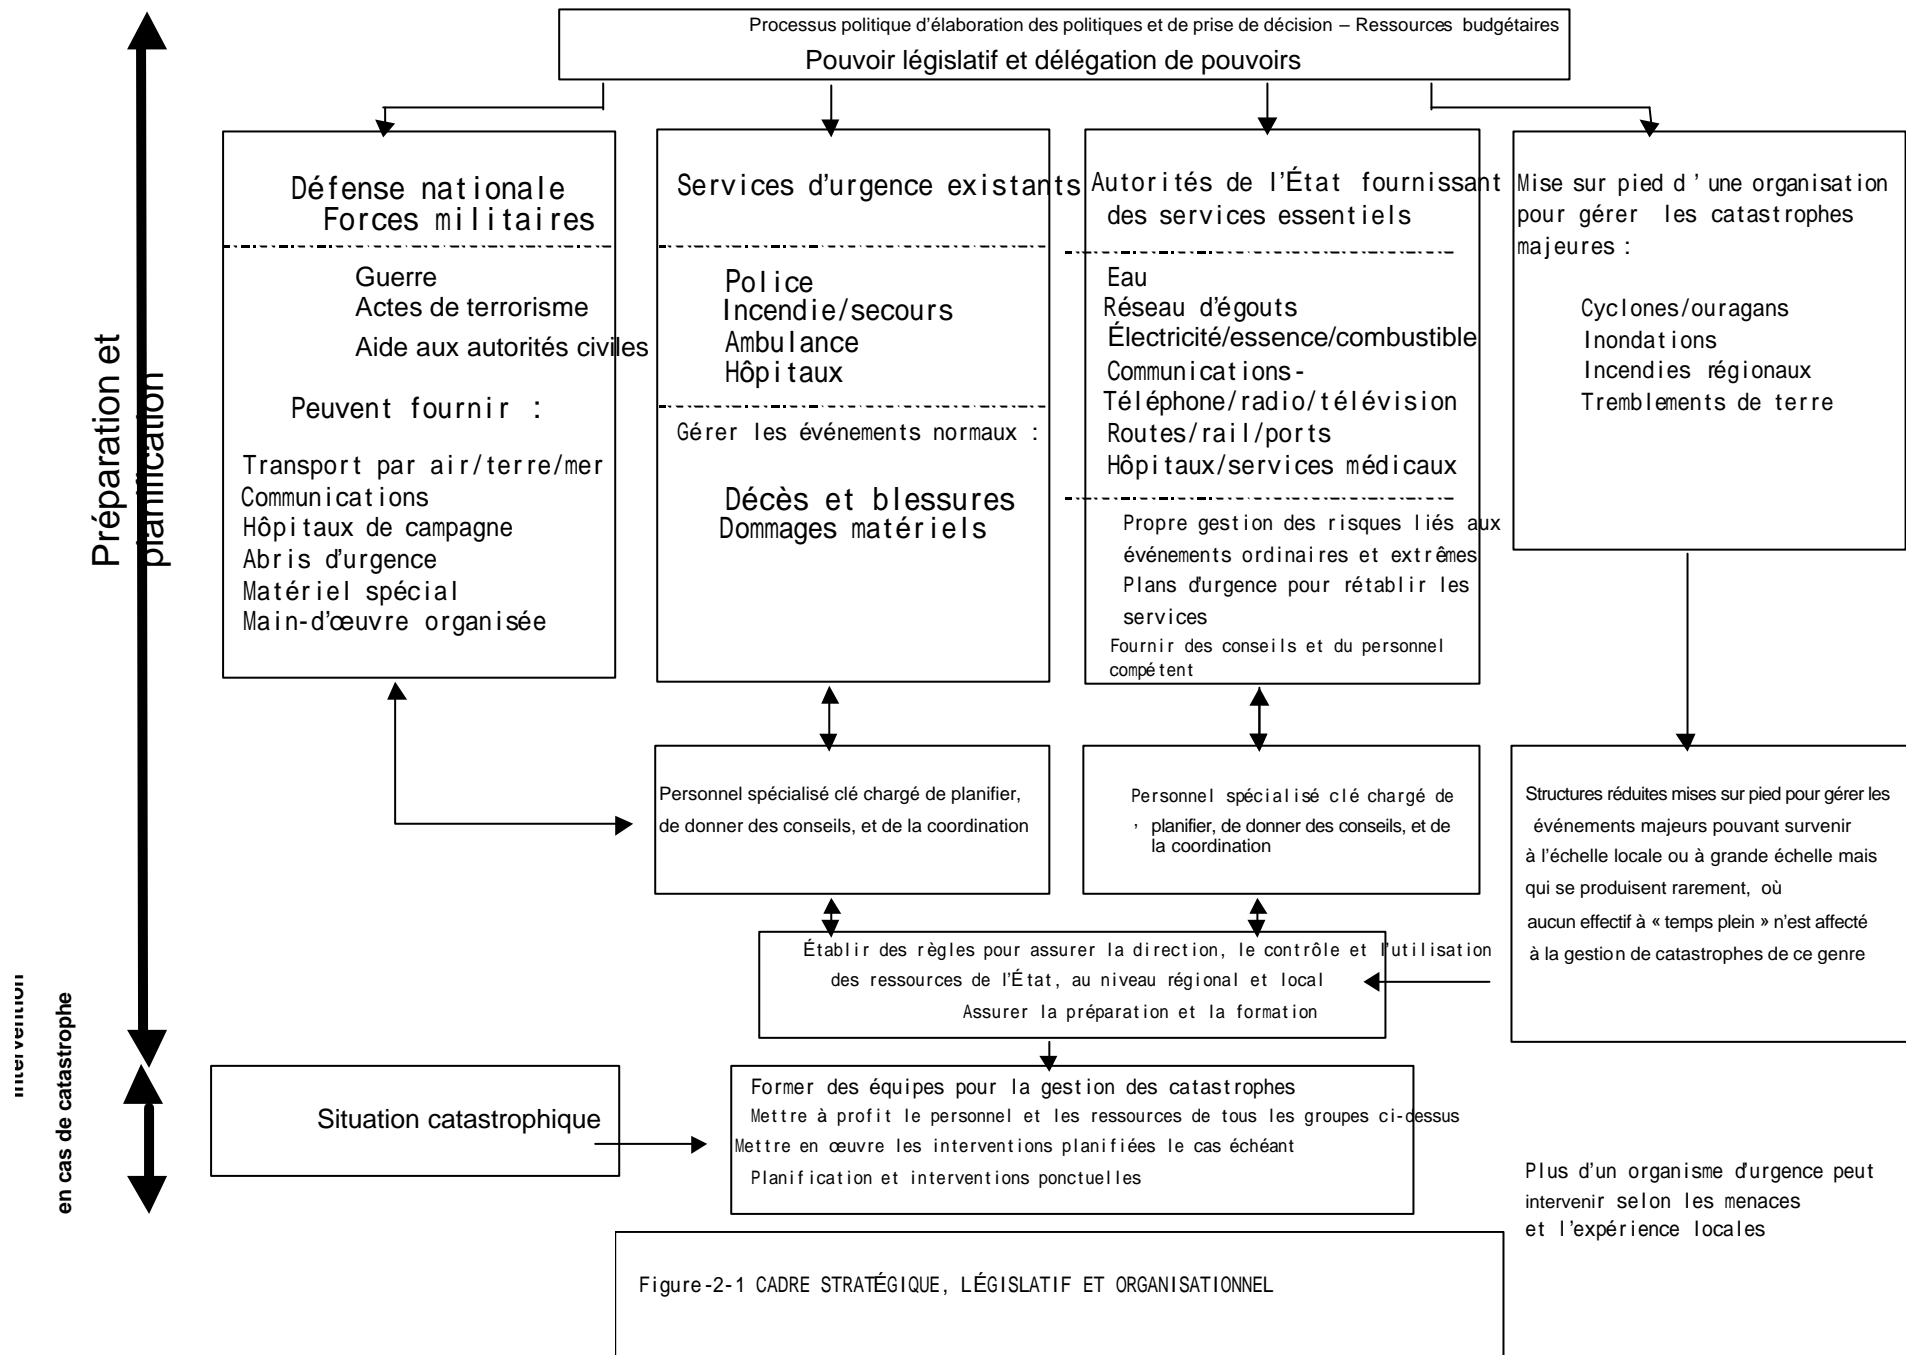 Processus politique d'élaboration des politiques et de prise de décision – Ressources budgétaires
Pouvoir législatif et délégation de pouvoirs
Préparation et
planification
Défense nationale
Forces militaires
Guerre
Actes de terrorisme
Aide aux autorités civiles
Peuvent fournir :
Transport par air/terre/mer
Communications
Hôpitaux de campagne
Abris d'urgence
Matériel spécial
Main-d'œuvre organisée
Services d'urgence existants
Police
Incendie/secours
Ambulance
Hôpitaux
Gérer les événements normaux :
Décès et blessures
Dommages matériels
Autorités de l'État fournissant
des services essentiels
Eau
Réseau d'égouts
Électricité/essence/combustible
Communications-
Téléphone/radio/télévision
Routes/rail/ports
Hôpitaux/services médicaux
Propre gestion des risques liés aux
événements ordinaires et extrêmes
Plans d'urgence pour rétablir les
services
Fournir des conseils et du personnel
compétent
Mise sur pied d'une organisation
pour gérer les catastrophes
majeures :
Cyclones/ouragans
Inondations
Incendies régionaux
Tremblements de terre
Personnel spécialisé clé chargé de planifier,
de donner des conseils, et de la coordination
Personnel spécialisé clé chargé de
, planifier, de donner des conseils, et de
la coordination
Structures réduites mises sur pied pour gérer les
événements majeurs pouvant survenir
à l'échelle locale ou à grande échelle mais
qui se produisent rarement, où
aucun effectif à « temps plein » n'est affecté
à la gestion de catastrophes de ce genre
Établir des règles pour assurer la direction, le contrôle et l'utilisation
des ressources de l'État, au niveau régional et local
Assurer la préparation et la formation
Intervention
en cas de catastrophe
Situation catastrophique
Former des équipes pour la gestion des catastrophes
Mettre à profit le personnel et les ressources de tous les groupes ci-dessus
Mettre en œuvre les interventions planifiées le cas échéant
Planification et interventions ponctuelles
Plus d'un organisme d'urgence peut
intervenir selon les menaces
et l'expérience locales
Figure-2-1 CADRE STRATÉGIQUE, LÉGISLATIF ET ORGANISATIONNEL